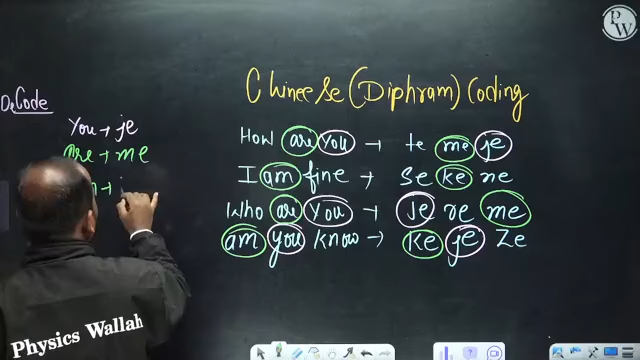 PW
Chineese (Diphram) Coding
DeCode
You → je
Are → me
How are you → te me je
I am fine → se ke ne
Who are you → je re me
am you know → ke je Ze
Physics Wallah